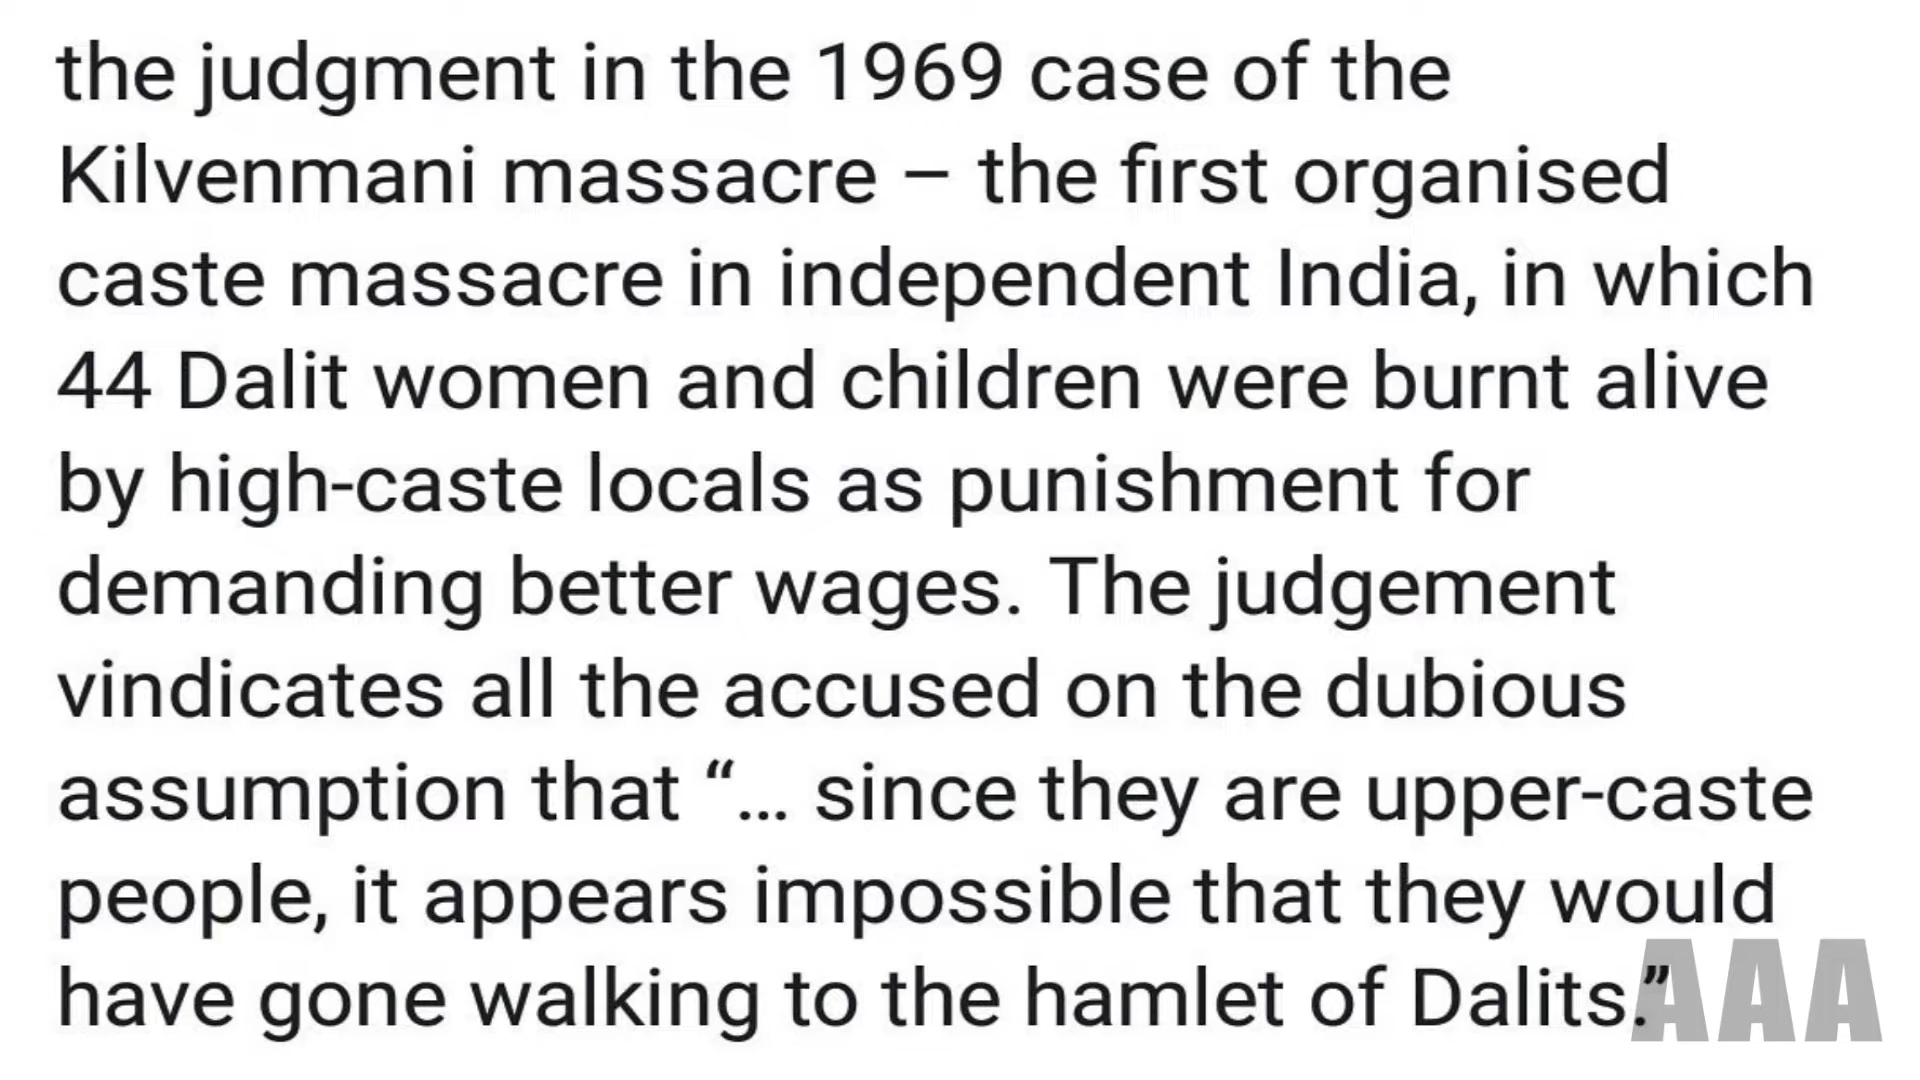 the judgment in the 1969 case of the
Kilvenmani massacre – the first organised
caste massacre in independent India, in which
44 Dalit women and children were burnt alive
by high-caste locals as punishment for
demanding better wages. The judgement
vindicates all the accused on the dubious
assumption that “... since they are upper-caste
people, it appears impossible that they would
have gone walking to the hamlet of Dalits.”
AAA